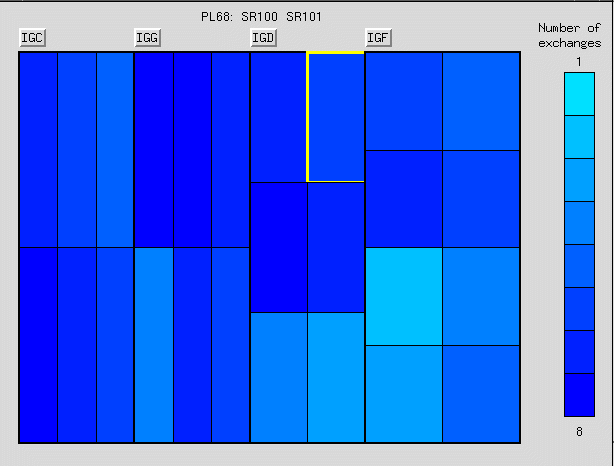 PL68: SR100 SR101
IGC
IGG
IGD
IGF
Number of
exchanges
1
8